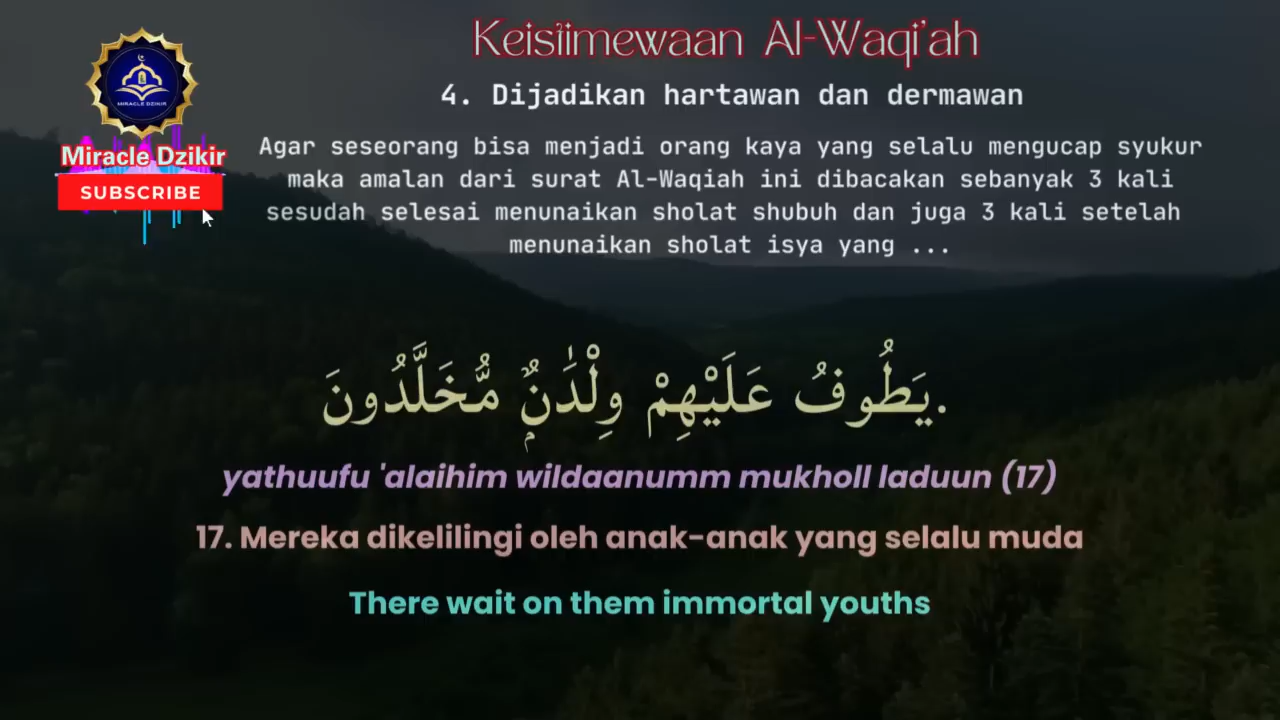 Keistimewaan Al-Waqi'ah
4. Dijadikan hartawan dan dermawan
Agar seseorang bisa menjadi orang kaya yang selalu mengucap syukur
maka amalan dari surat Al-Waqiah ini dibacakan sebanyak 3 kali
sesudah selesai menunaikan sholat shubuh dan juga 3 kali setelah
menunaikan sholat isya yang ...
MIRACLE DZIKIR
Miracle Dzikir
SUBSCRIBE
.يَطُوفُ عَلَيْهِمْ وِلْدَٰنٌۭ مُّخَلَّدُونَ
yathuufu 'alaihim wildaanumm mukholl laduun (17)
17. Mereka dikelilingi oleh anak-anak yang selalu muda
There wait on them immortal youths